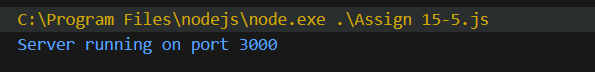 C:\Program Files\nodejs\node.exe .\Assign 15-5.js
Server running on port 3000